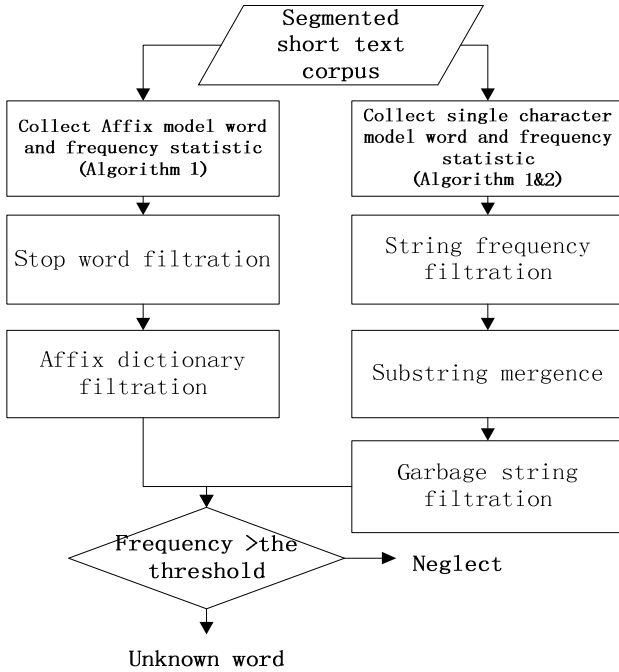 Segmented
short text
corpus
Collect Affix model word
and frequency statistic
(Algorithm 1)
Collect single character
model word and frequency
statistic
(Algorithm 1&2)
Stop word filtration
String frequency
filtration
Affix dictionary
filtration
Substring mergence
Garbage string
filtration
Frequency >the
threshold
Neglect
Unknown word